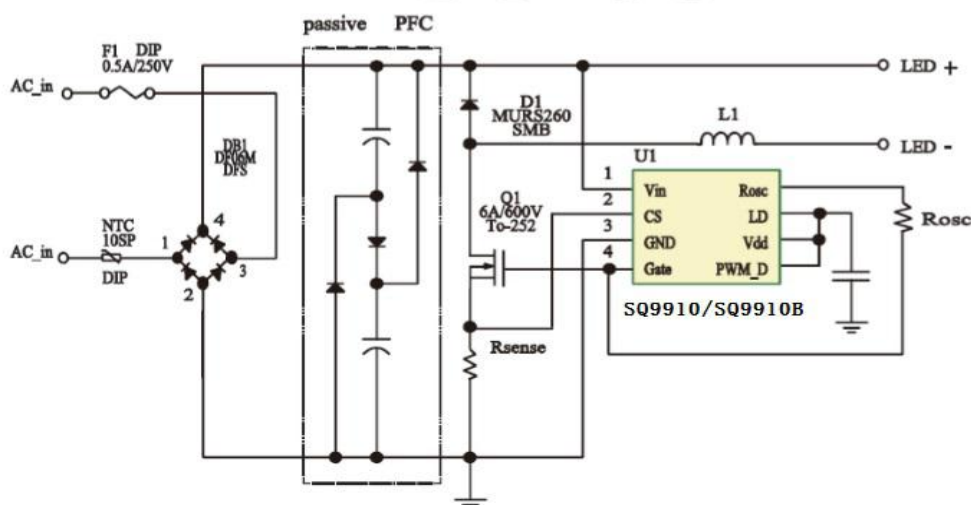 passive PFC
F1 DIP
0.5A/250V
AC_in
LED +
D1
MURS260
SMB
L1
LED -
DB1
DF06M
DFS
U1
1
Vin
Rosc
2
CS
LD
3
GND
Vdd
4
Gate
PWM_D
Rosc
Q1
6A/600V
To-252
4
NTC
10SP
AC_in
1
3
DIP
2
SQ9910/SQ9910B
Rsense